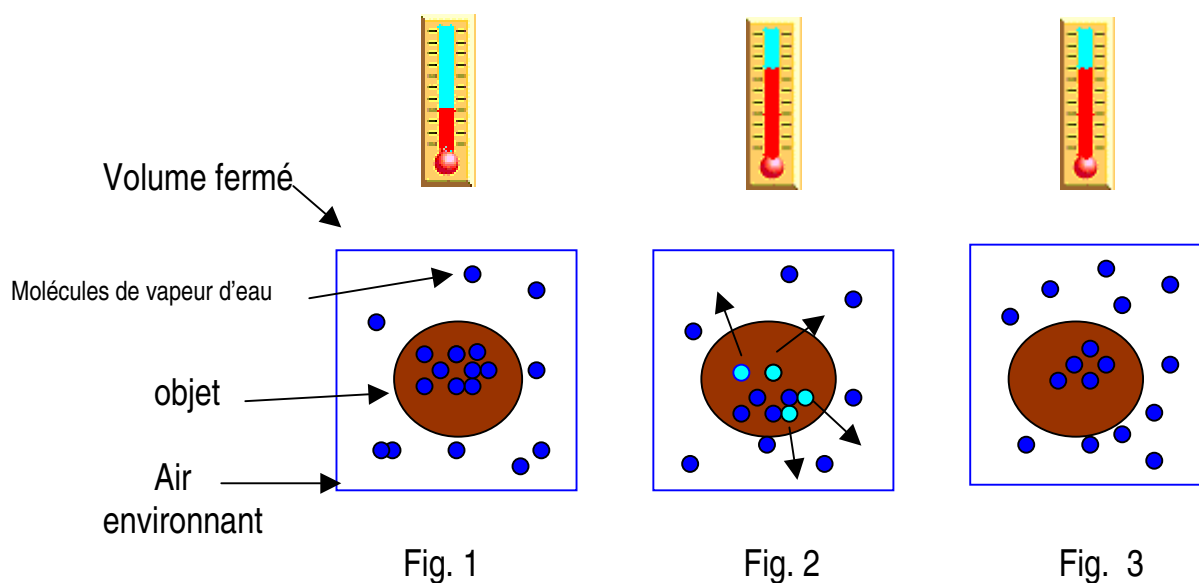 Volume fermé
Molécules de vapeur d'eau
objet
Air
environnant
Fig. 1
Fig. 2
Fig. 3